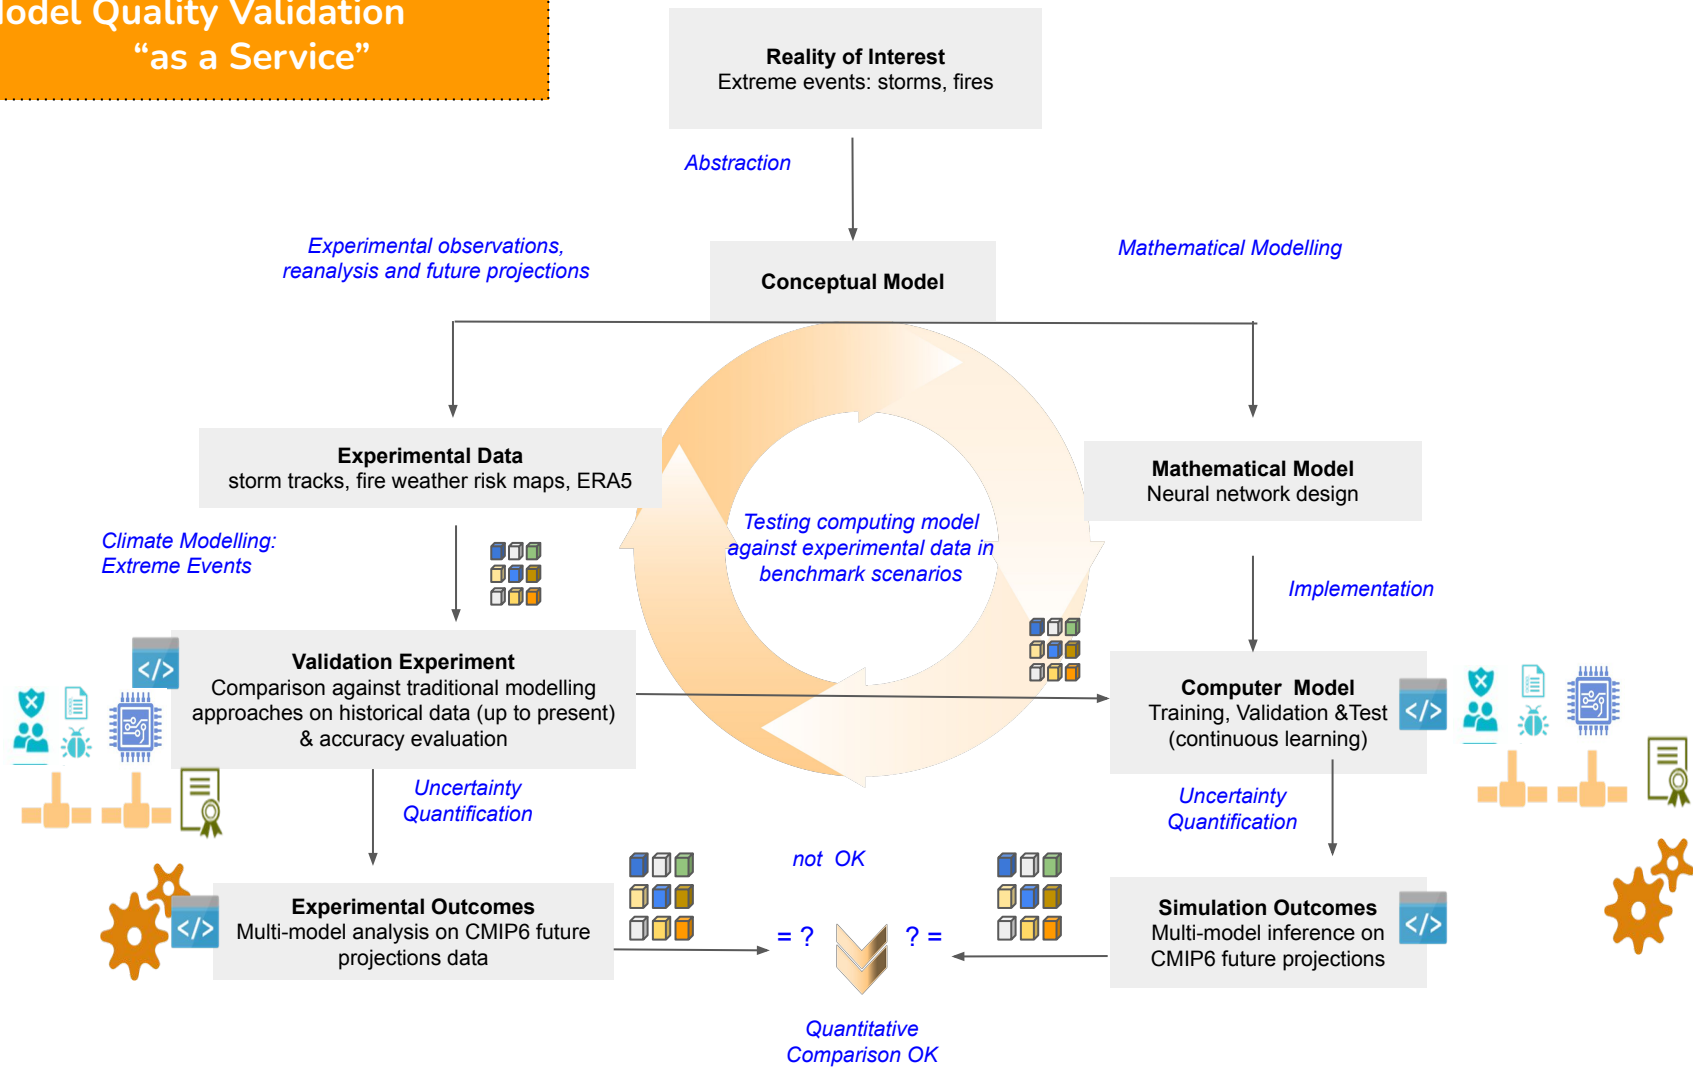 Model Quality Validation
“as a Service”
Reality of Interest
Extreme events: storms, fires
Abstraction
Experimental observations,
reanalysis and future projections
Mathematical Modelling
Conceptual Model
Experimental Data
storm tracks, fire weather risk maps, ERA5
Mathematical Model
Neural network design
Testing computing model
against experimental data in
benchmark scenarios
Climate Modelling:
Extreme Events
Implementation
</>
Validation Experiment
Comparison against traditional modelling
approaches on historical data (up to present)
& accuracy evaluation
Computer Model
Training, Validation &Test
(continuous learning)
</>
Uncertainty
Quantification
Uncertainty
Quantification
not OK
</>
Experimental Outcomes
Multi-model analysis on CMIP6 future
projections data
= ?
? =
Simulation Outcomes
Multi-model inference on
CMIP6 future projections
</>
Quantitative
Comparison OK